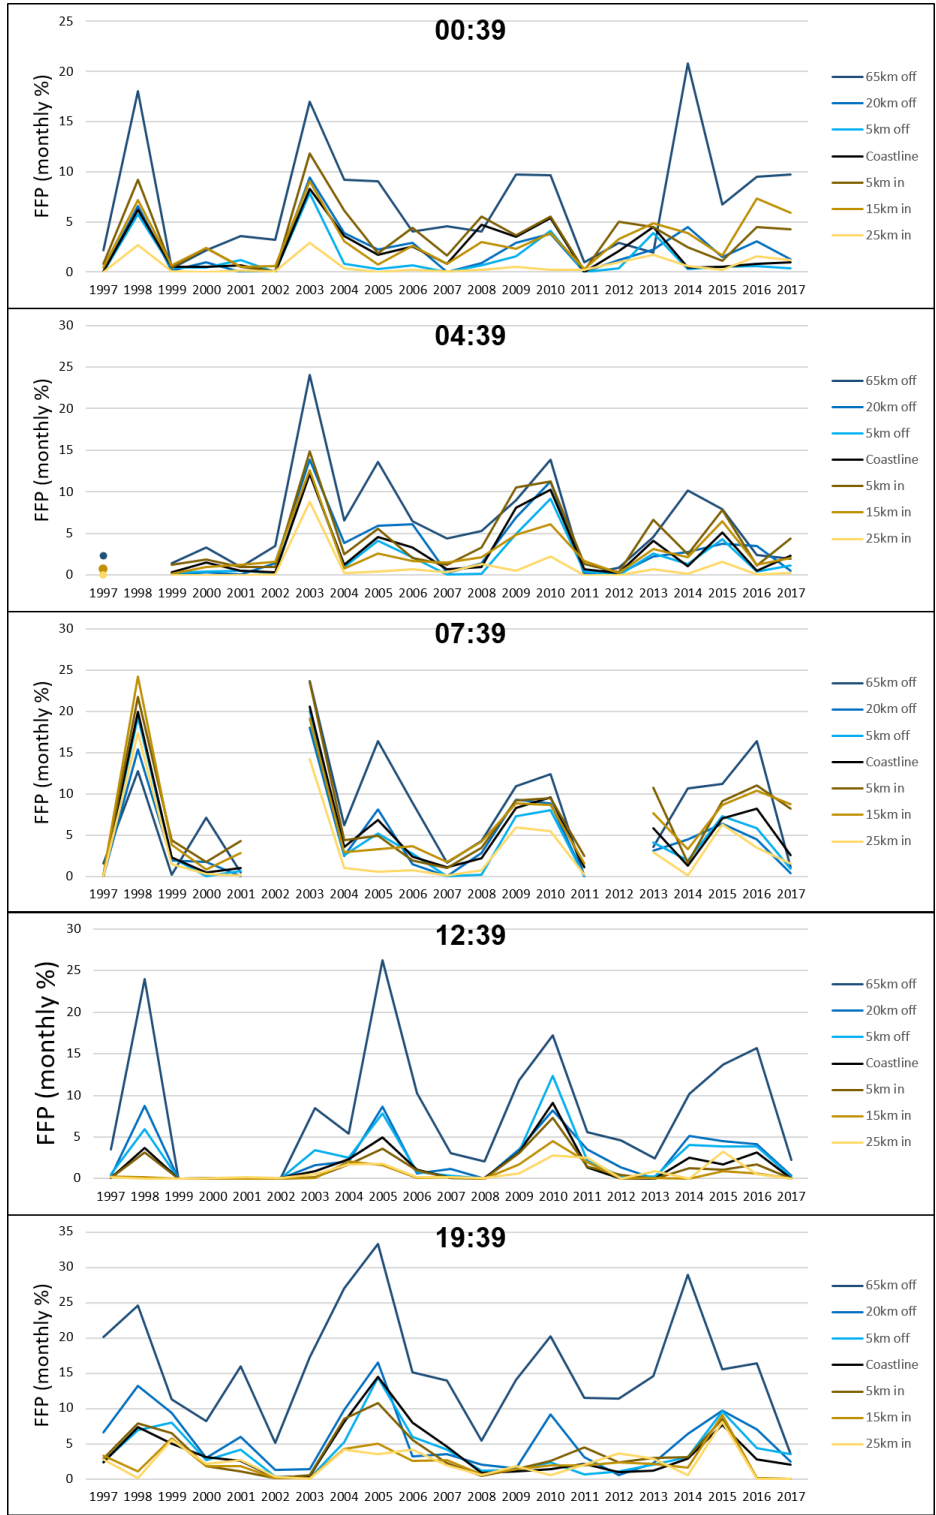 00:39
FFP (monthly %)
25
20
15
10
5
0
1997 1998 1999 2000 2001 2002 2003 2004 2005 2006 2007 2008 2009 2010 2011 2012 2013 2014 2015 2016 2017
65km off
20km off
5km off
Coastline
5km in
15km in
25km in
04:39
FFP (monthly %)
30
25
20
15
10
5
0
1997 1998 1999 2000 2001 2002 2003 2004 2005 2006 2007 2008 2009 2010 2011 2012 2013 2014 2015 2016 2017
65km off
20km off
5km off
Coastline
5km in
15km in
25km in
07:39
FFP (monthly %)
30
25
20
15
10
5
0
1997 1998 1999 2000 2001 2002 2003 2004 2005 2006 2007 2008 2009 2010 2011 2012 2013 2014 2015 2016 2017
65km off
20km off
5km off
Coastline
5km in
15km in
25km in
12:39
FFP (monthly %)
30
25
20
15
10
5
0
1997 1998 1999 2000 2001 2002 2003 2004 2005 2006 2007 2008 2009 2010 2011 2012 2013 2014 2015 2016 2017
65km off
20km off
5km off
Coastline
5km in
15km in
25km in
19:39
FFP (monthly %)
35
30
25
20
15
10
5
0
1997 1998 1999 2000 2001 2002 2003 2004 2005 2006 2007 2008 2009 2010 2011 2012 2013 2014 2015 2016 2017
65km off
20km off
5km off
Coastline
5km in
15km in
25km in